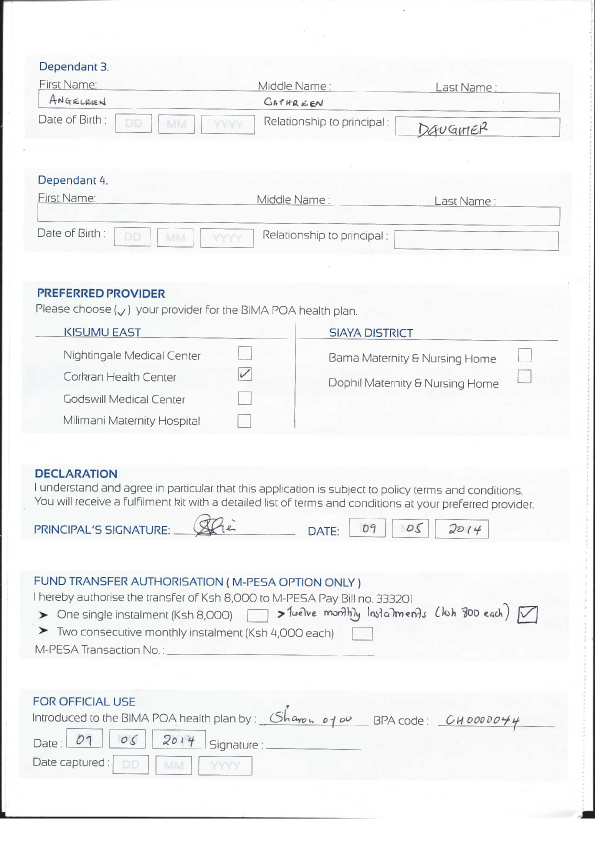 Dependant 3.
First Name: Middle Name : Last Name :
CATHREEN
Date of Birth : DD MM YYYY Relationship to principal : DAUGHTER
Dependant 4.
First Name: Middle Name : Last Name :
Date of Birth : DD MM YYYY Relationship to principal :
PREFERRED PROVIDER
Please choose (✓) your provider for the BIMA POA health plan.
KISUMU EAST SIAYA DISTRICT
Nightingale Medical Center Bama Maternity & Nursing Home
Corkran Health Center ✓ Dophil Maternity & Nursing Home
Godswill Medical Center
Milimani Maternity Hospital
DECLARATION
I understand and agree in particular that this application is subject to policy terms and conditions.
You will receive a fulfilment kit with a detailed list of terms and conditions at your preferred provider.
PRINCIPAL'S SIGNATURE: DATE: 09 05 2014
FUND TRANSFER AUTHORISATION ( M-PESA OPTION ONLY )
I hereby authorise the transfer of Ksh 8,000 to M-PESA Pay Bill no. 333201
➤ One single instalment (Ksh 8,000) > Twelve monthly Instalments (ksh 800 each) ✓
➤ Two consecutive monthly instalment (Ksh 4,000 each)
M-PESA Transaction No. :
FOR OFFICIAL USE
Introduced to the BIMA POA health plan by : Sharon BPA code : CH0000044
Date : 09 05 2014 Signature :
Date captured : DD MM YYYY